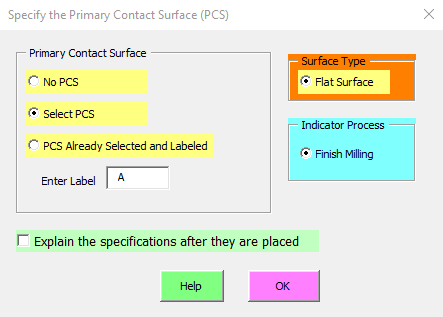 Specify the Primary Contact Surface (PCS)
Primary Contact Surface
No PCS
Select PCS
PCS Already Selected and Labeled
Enter Label A
Surface Type
Flat Surface
Indicator Process
Finish Milling
Explain the specifications after they are placed
Help
OK